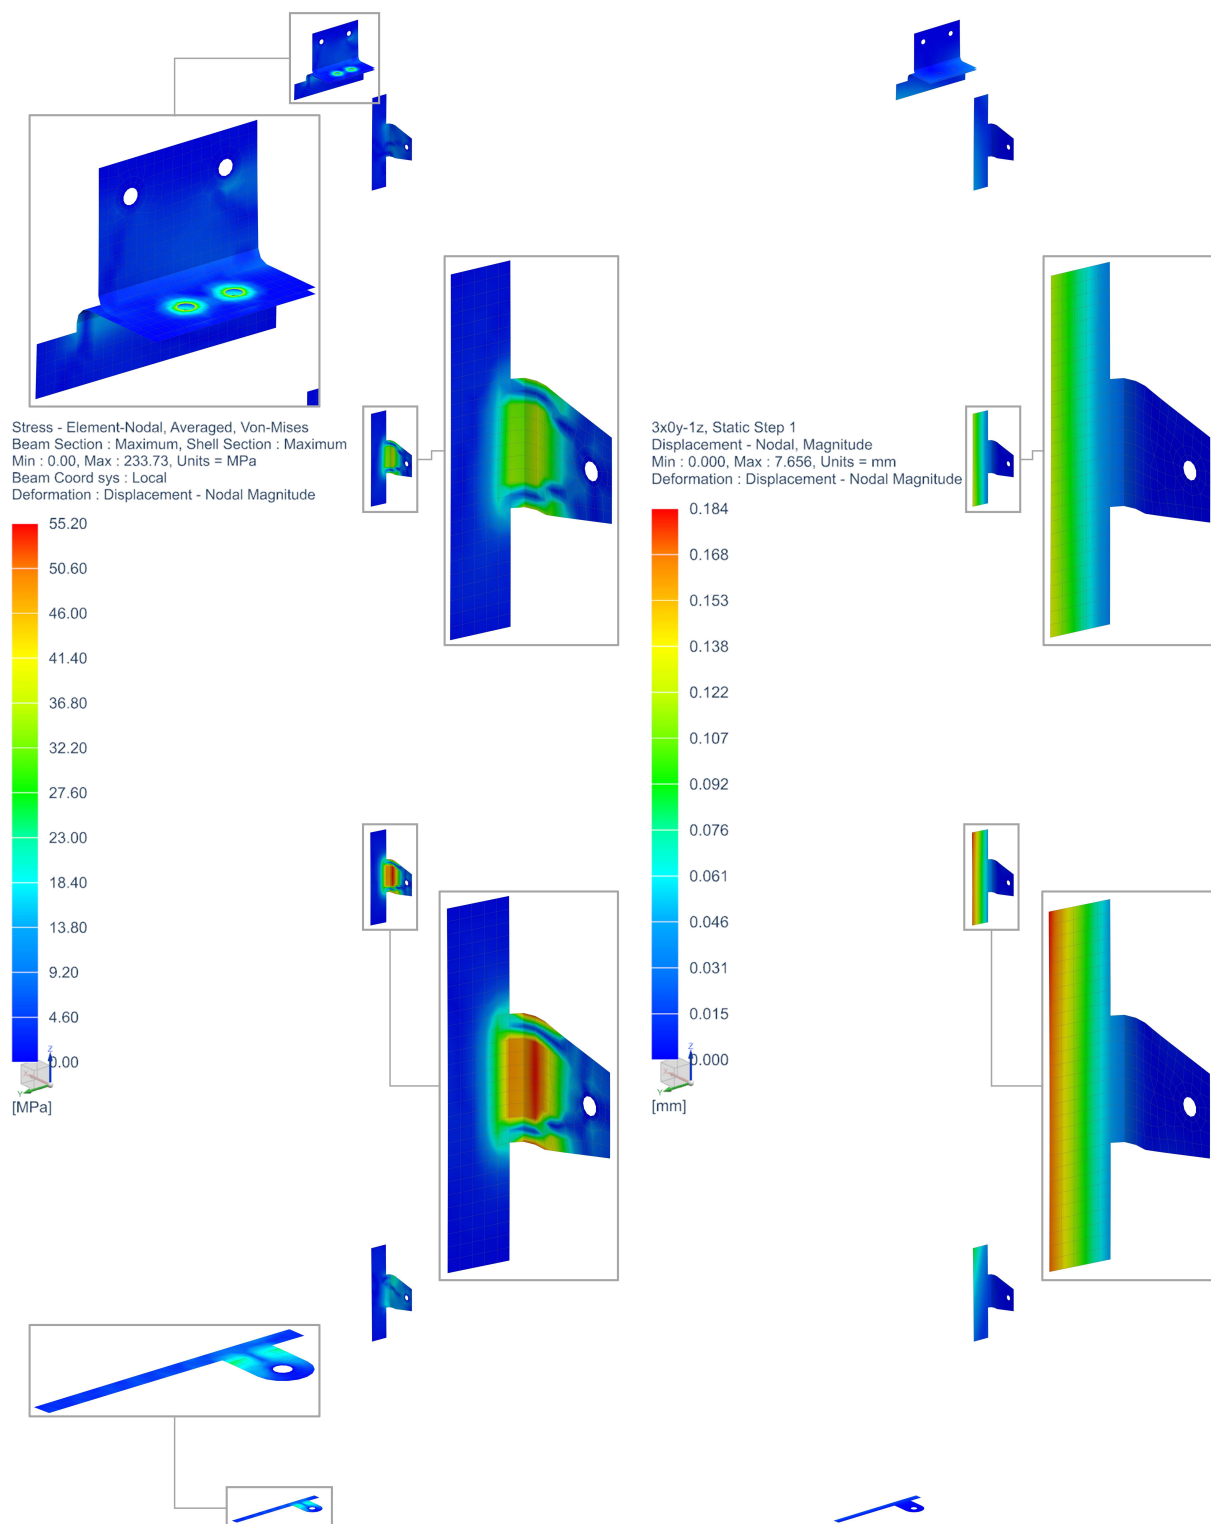 Stress - Element-Nodal, Averaged, Von-Mises
Beam Section : Maximum, Shell Section : Maximum
Min : 0.00, Max : 233.73, Units = MPa
Beam Coord sys : Local
Deformation : Displacement - Nodal Magnitude
55.20
50.60
46.00
41.40
36.80
32.20
27.60
23.00
18.40
13.80
9.20
4.60
0.00
Z
Y
[MPa]
3x0y-1z, Static Step 1
Displacement - Nodal, Magnitude
Min : 0.000, Max : 7.656, Units = mm
Deformation : Displacement - Nodal Magnitude
0.184
0.168
0.153
0.138
0.122
0.107
0.092
0.076
0.061
0.046
0.031
0.015
0.000
Z
Y
[mm]